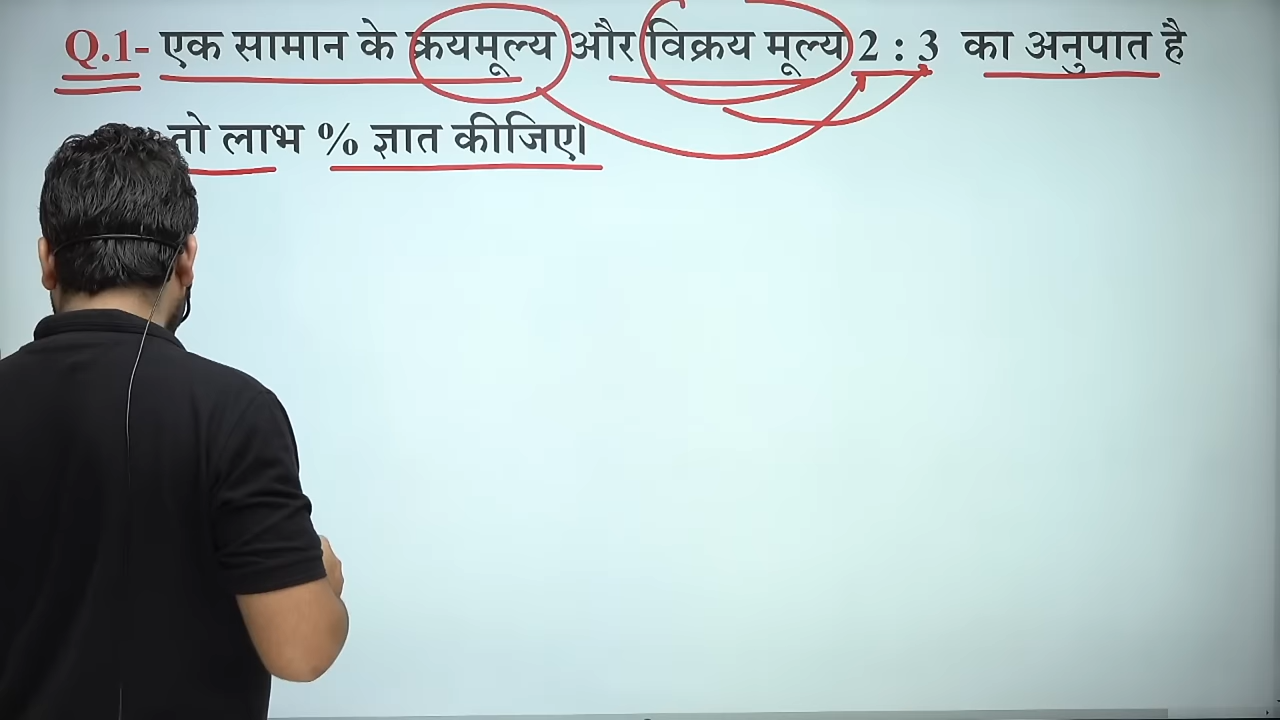 Q.1- एक सामान के क्रयमूल्य और विक्रय मूल्य 2 : 3 का अनुपात है
तो लाभ % ज्ञात कीजिए।